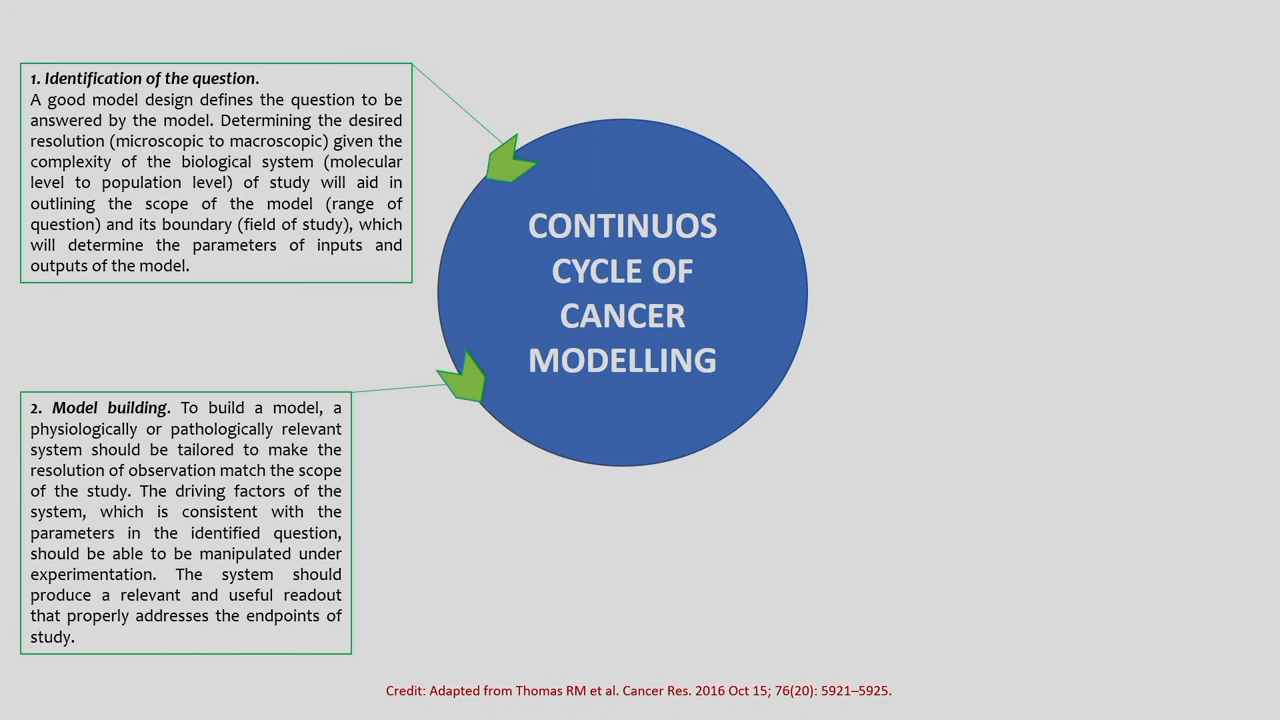 1. Identification of the question.
A good model design defines the question to be
answered by the model. Determining the desired
resolution (microscopic to macroscopic) given the
complexity of the biological system (molecular
level to population level) of study will aid in
outlining the scope of the model (range of
question) and its boundary (field of study), which
will determine the parameters of inputs and
outputs of the model.
CONTINUOS
CYCLE OF
CANCER
MODELLING
2. Model building. To build a model, a
physiologically or pathologically relevant
system should be tailored to make the
resolution of observation match the scope
of the study. The driving factors of the
system, which is consistent with the
parameters in the identified question,
should be able to be manipulated under
experimentation. The system should
produce a relevant and useful readout
that properly addresses the endpoints of
study.
Credit: Adapted from Thomas RM et al. Cancer Res. 2016 Oct 15; 76(20): 5921–5925.